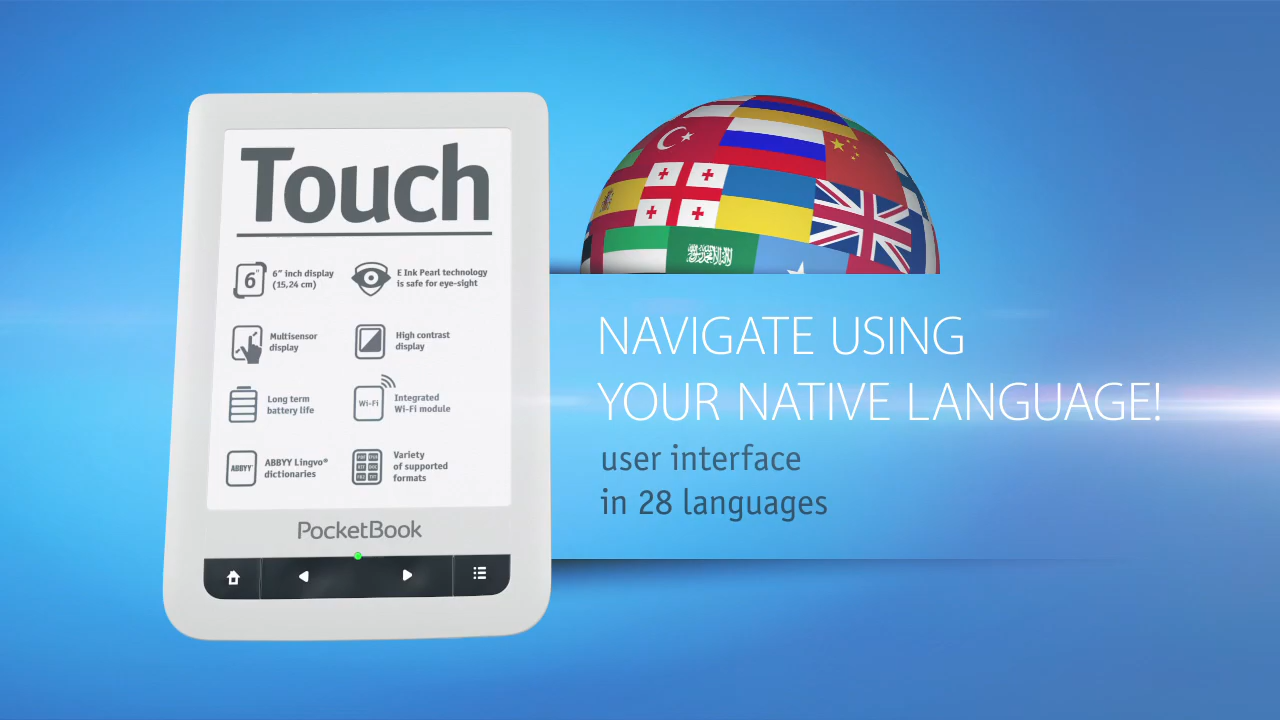 Touch
6" 6" inch display
(15,24 cm)
E Ink Pearl technology
is safe for eye-sight
Multisensor
display
High contrast
display
Long term
battery life
Wi-Fi Integrated
Wi-Fi module
ABBYY ABBYY Lingvo®
dictionaries
Variety
of supported
formats
PocketBook
NAVIGATE USING
YOUR NATIVE LANGUAGE!
user interface
in 28 languages